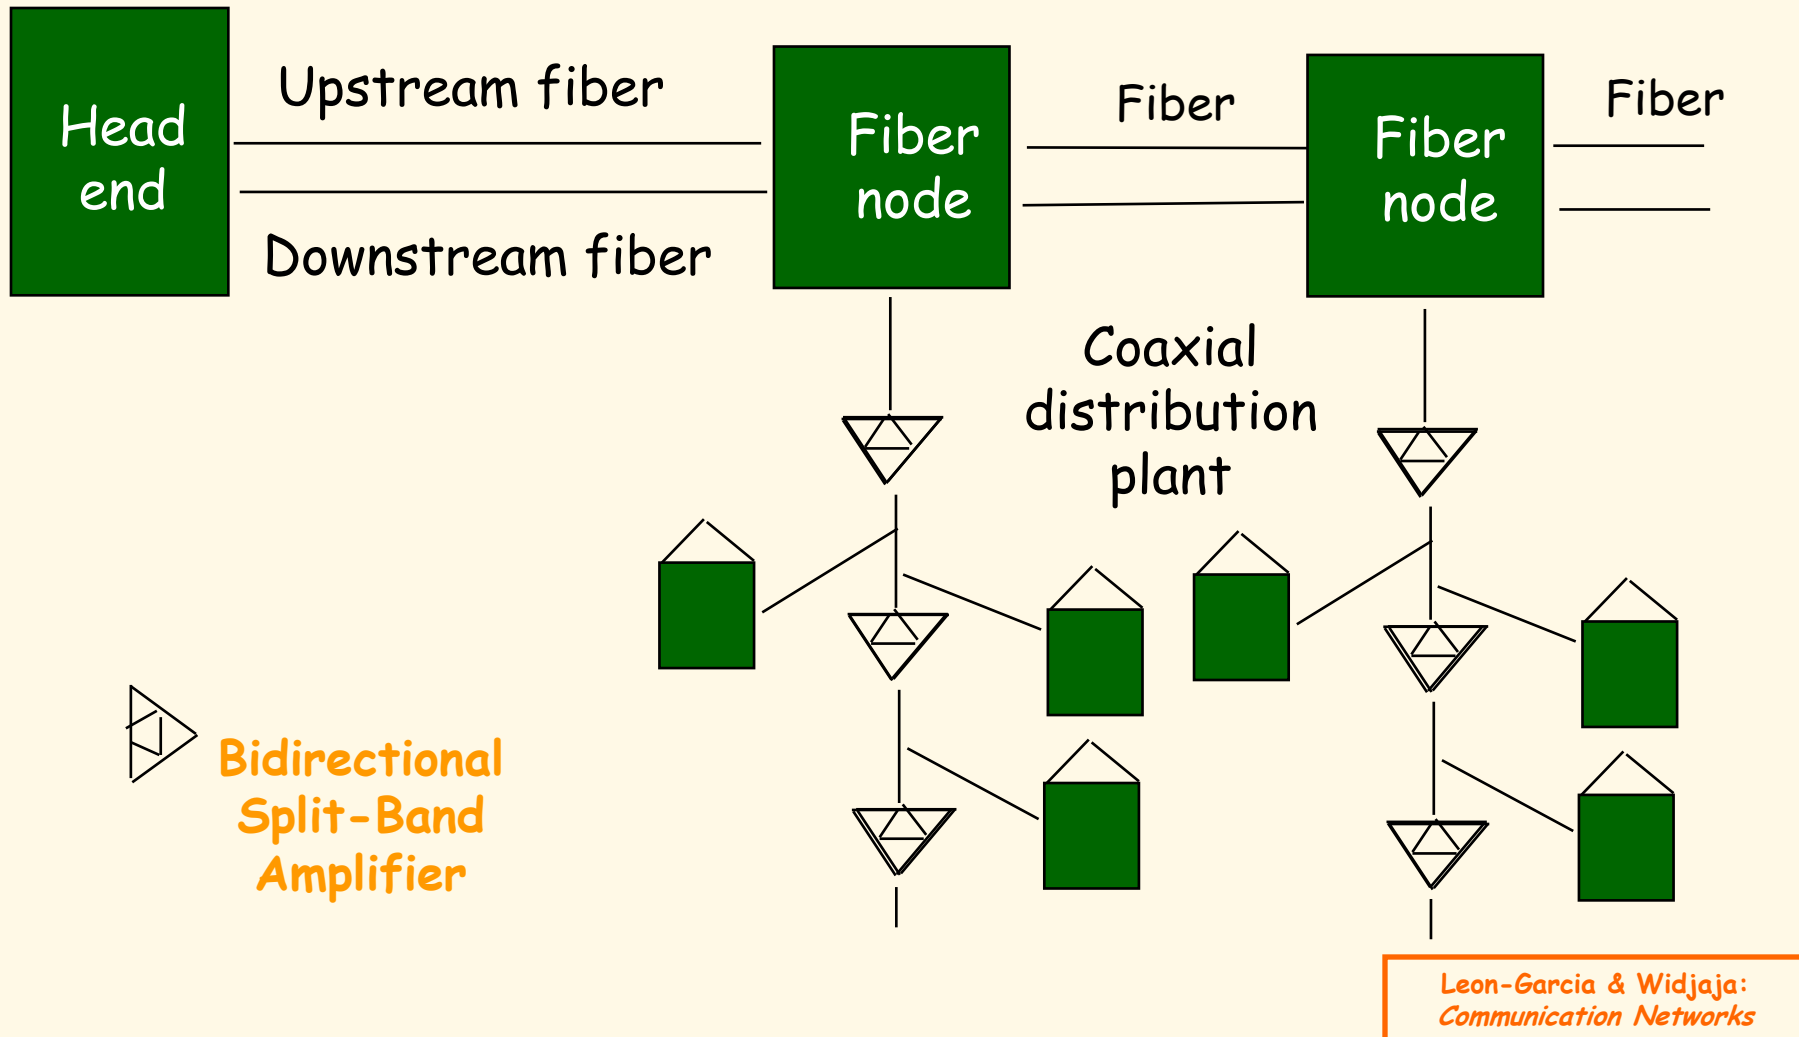 Head
end
Upstream fiber
Downstream fiber
Fiber
node
Fiber
Fiber
node
Fiber
Coaxial
distribution
plant
Bidirectional
Split-Band
Amplifier
Leon-Garcia & Widjaja:
Communication Networks